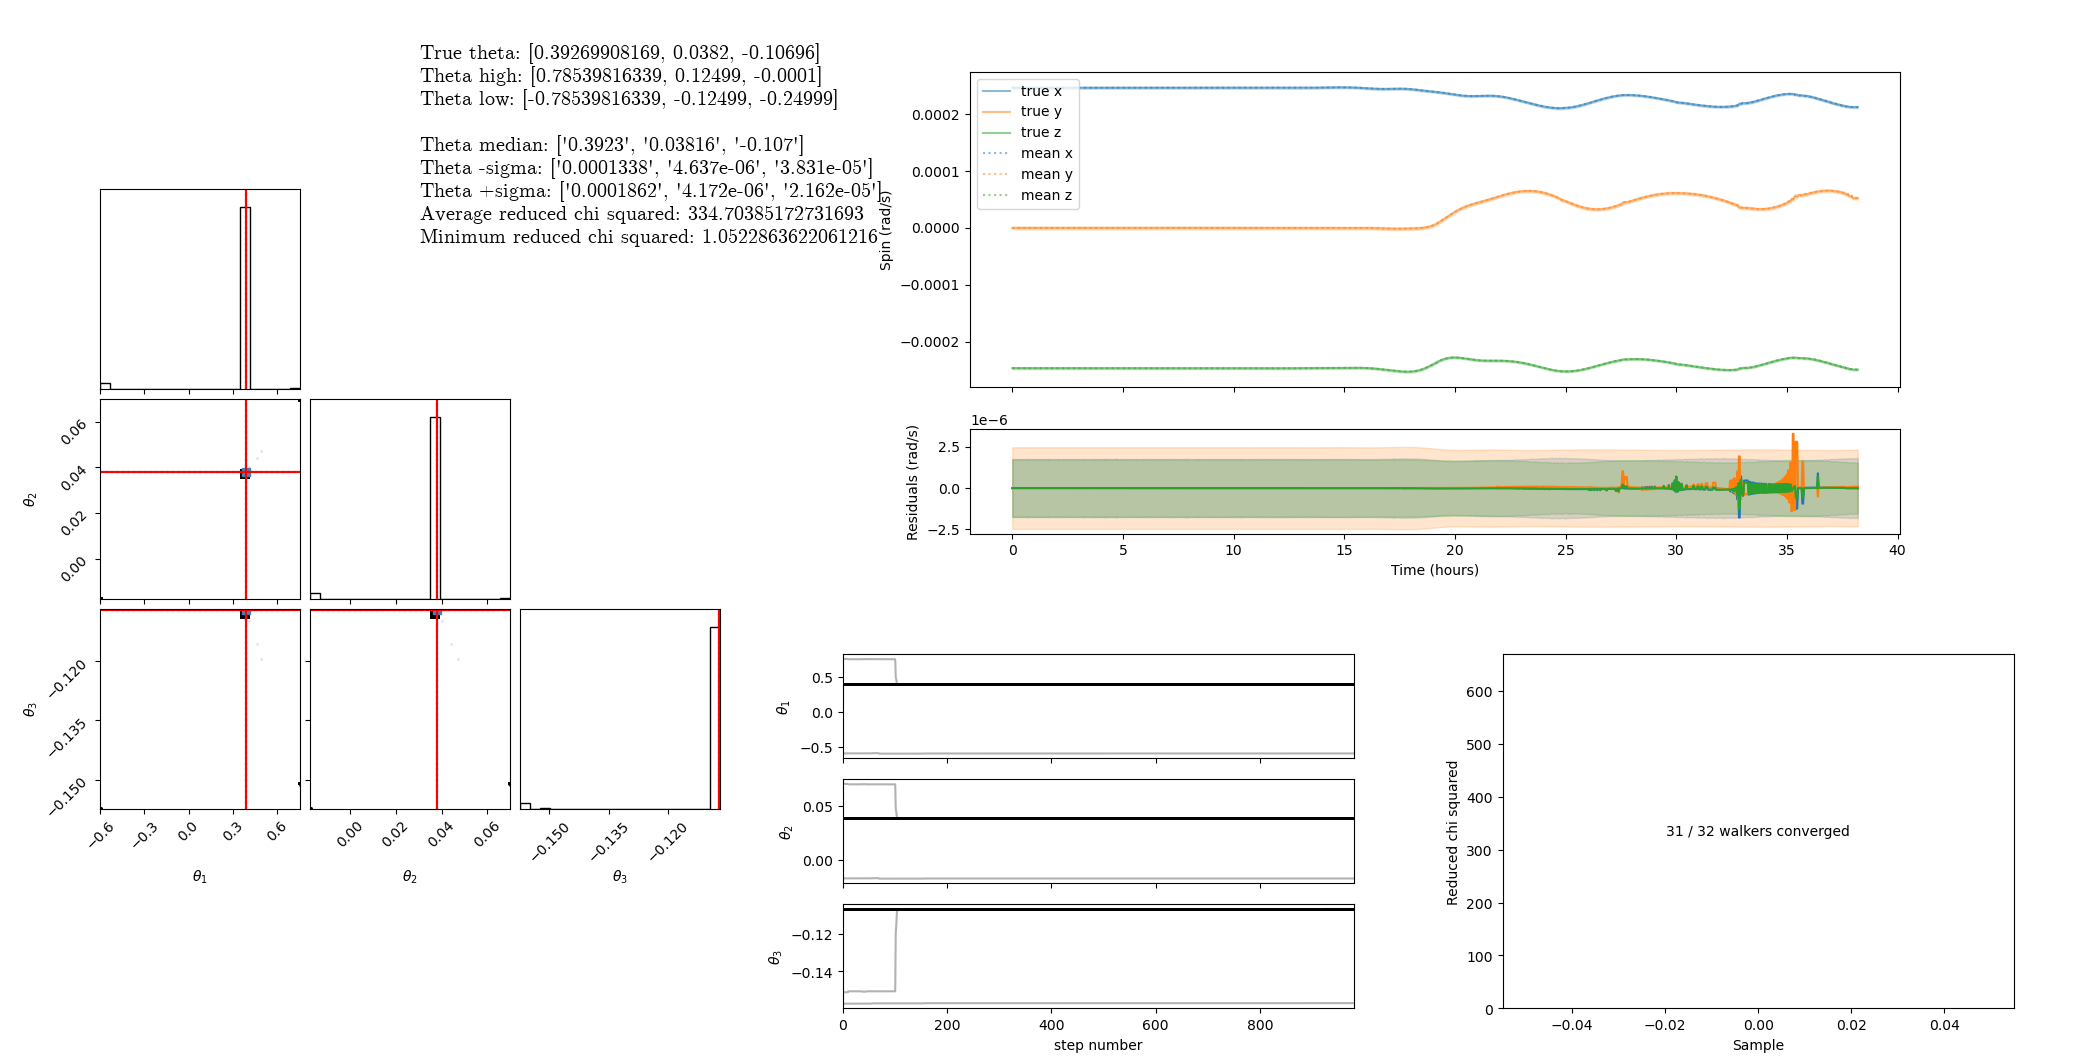 True theta: [0.39269908169, 0.0382, -0.10696]
Theta high: [0.78539816339, 0.12499, -0.0001]
Theta low: [-0.78539816339, -0.12499, -0.24999]
Theta median: ['0.3923', '0.03816', '-0.107']
Theta -sigma: ['0.0001338', '4.637e-06', '3.831e-05']
Theta +sigma: ['0.0001862', '4.172e-06', '2.162e-05']
Average reduced chi squared: 334.70385172731693
Minimum reduced chi squared: 1.0522863622061216
θ2
0.06
0.04
0.02
0.00
θ3
−0.120
−0.135
−0.150
−0.6
−0.3
0.0
0.3
0.6
θ1
0.00
0.02
0.04
0.06
θ2
−0.150
−0.135
−0.120
θ3
Spin (rad/s)
0.0002
0.0001
0.0000
−0.0001
−0.0002
true x
true y
true z
mean x
mean y
mean z
1e−6
Residuals (rad/s)
2.5
0.0
−2.5
0
5
10
15
20
25
30
35
40
Time (hours)
θ1
0.5
0.0
−0.5
θ2
0.05
0.00
θ3
−0.12
−0.14
0
200
400
600
800
step number
Reduced chi squared
600
500
400
300
200
100
0
31 / 32 walkers converged
−0.04
−0.02
0.00
0.02
0.04
Sample